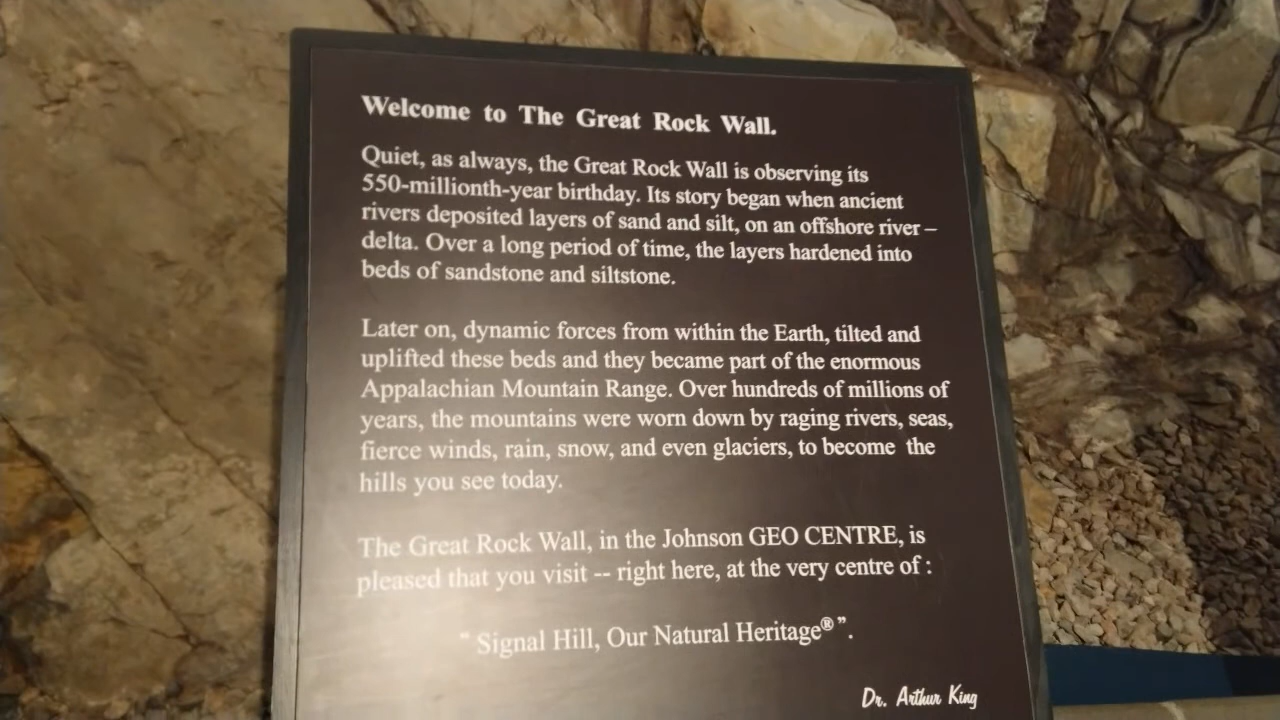 Welcome to The Great Rock Wall.
Quiet, as always, the Great Rock Wall is observing its
550-millionth-year birthday. Its story began when ancient
rivers deposited layers of sand and silt, on an offshore river –
delta. Over a long period of time, the layers hardened into
beds of sandstone and siltstone.
Later on, dynamic forces from within the Earth, tilted and
uplifted these beds and they became part of the enormous
Appalachian Mountain Range. Over hundreds of millions of
years, the mountains were worn down by raging rivers, seas,
fierce winds, rain, snow, and even glaciers, to become the
hills you see today.
The Great Rock Wall, in the Johnson GEO CENTRE, is
pleased that you visit -- right here, at the very centre of :
“ Signal Hill, Our Natural Heritage® ”.
Dr. Arthur King